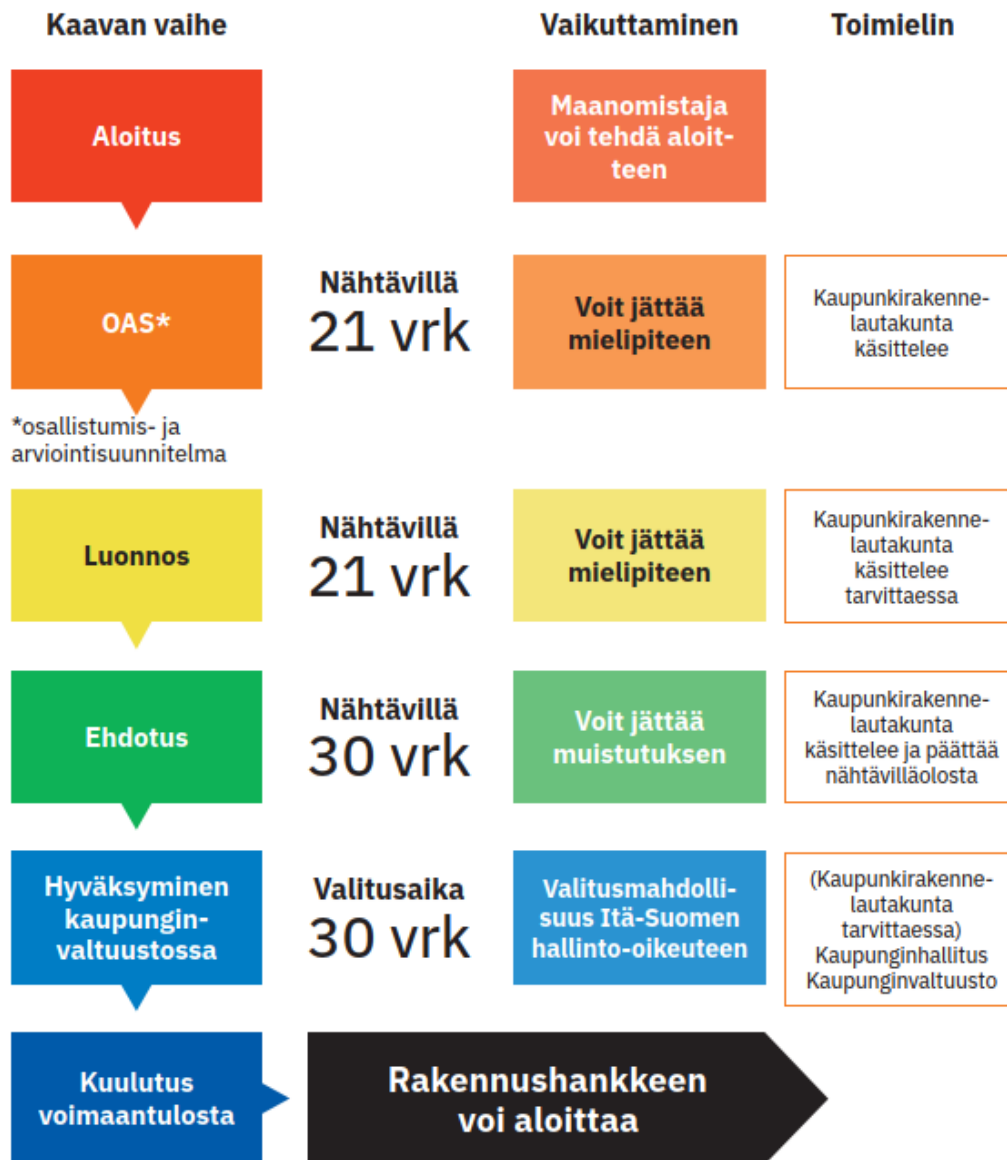 Kaavan vaihe
Vaikuttaminen
Toimielin
Aloitus
Maanomistaja
voi tehdä aloit-
teen
OAS*
Nähtävillä
21 vrk
Voit jättää
mielipiteen
Kaupunkirakenne-
lautakunta
käsittelee
*osallistumis- ja
arviointisuunnitelma
Luonnos
Nähtävillä
21 vrk
Voit jättää
mielipiteen
Kaupunkirakenne-
lautakunta
käsittelee
tarvittaessa
Ehdotus
Nähtävillä
30 vrk
Voit jättää
muistutuksen
Kaupunkirakenne-
lautakunta
käsittelee ja päättää
nähtävilläolosta
Hyväksyminen
kaupungin-
valtuustossa
Valitusaika
30 vrk
Valitusmahdolli-
suus Itä-Suomen
hallinto-oikeuteen
(Kaupunkirakenne-
lautakunta
tarvittaessa)
Kaupunginhallitus
Kaupunginvaltuusto
Kuulutus
voimaantulosta
Rakennushankkeen
voi aloittaa